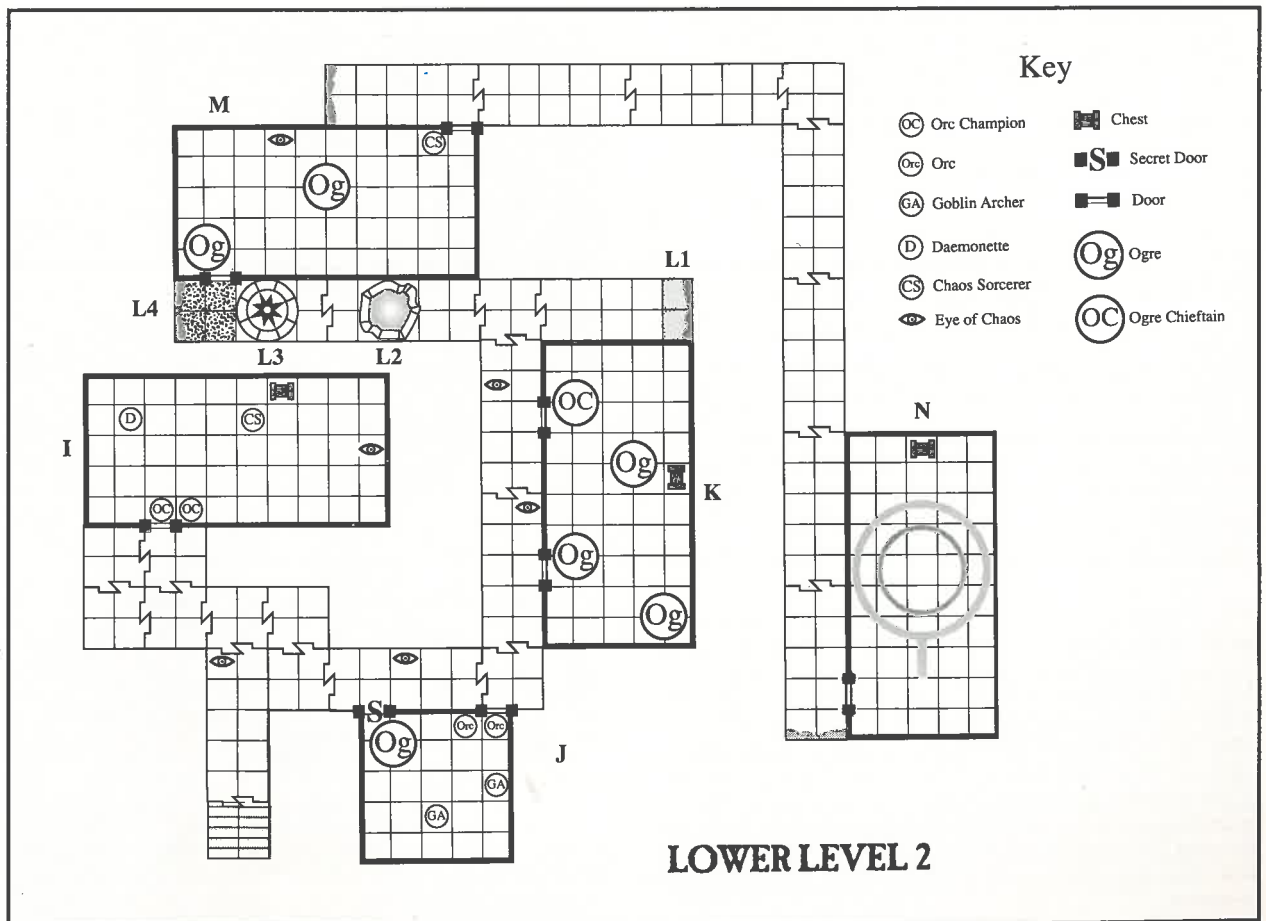 Key
M
CS
Og
Og
OC Orc Champion
Orc Orc
GA Goblin Archer
D Daemonette
CS Chaos Sorcerer
Eye of Chaos
Chest
S Secret Door
Door
Og Ogre
OC Ogre Chieftain
L1
L4
L3
L2
I
D
CS
OC
OC
OC
Og
K
Og
Og
N
S
Og
Orc
Orc
GA
GA
J
LOWER LEVEL 2